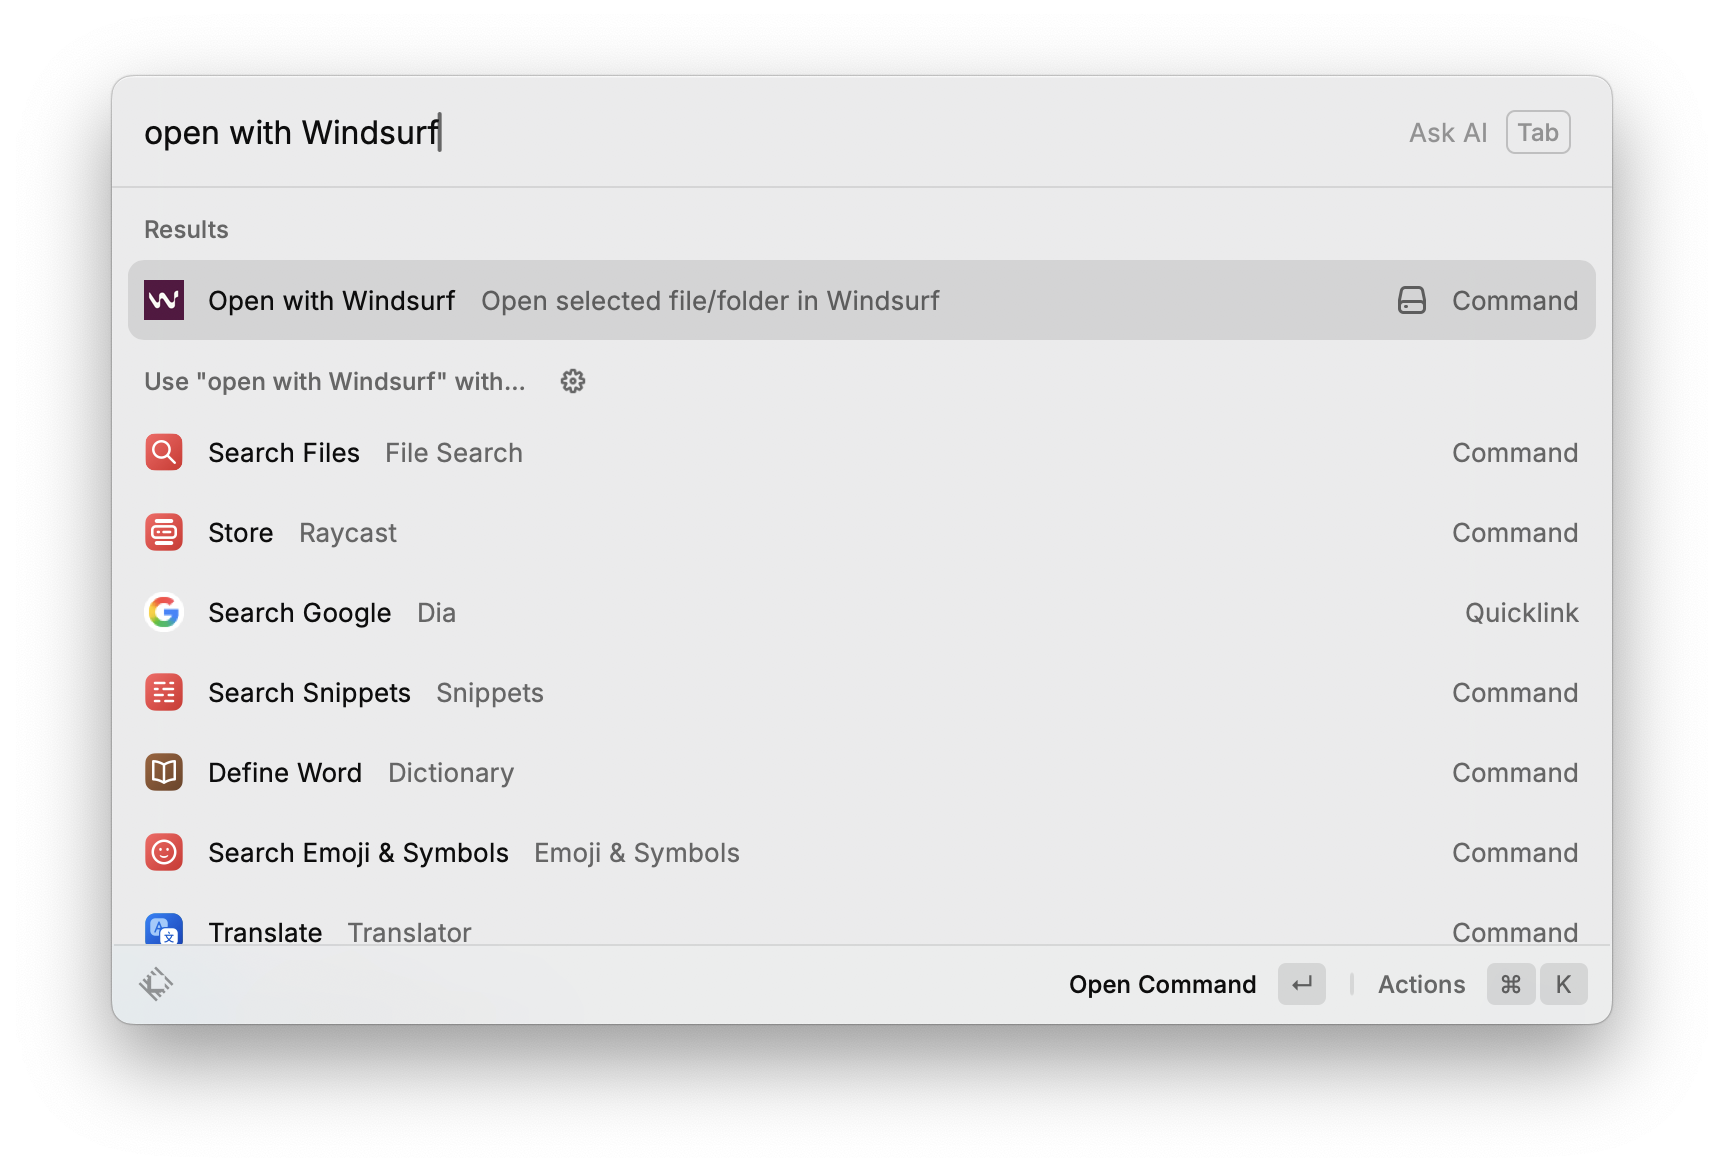 open with Windsurf Ask AI Tab
Results
Open with Windsurf Open selected file/folder in Windsurf Command
Use "open with Windsurf" with...
Search Files File Search Command
Store Raycast Command
Search Google Dia Quicklink
Search Snippets Snippets Command
Define Word Dictionary Command
Search Emoji & Symbols Emoji & Symbols Command
Translate Translator Command
Open Command ↵ Actions ⌘ K